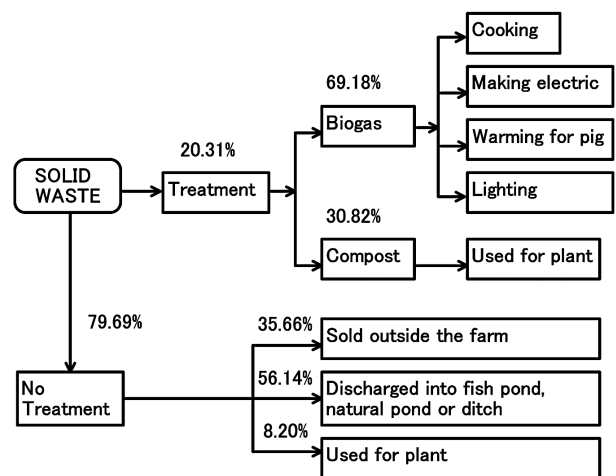 Cooking
69.18%
Making electric
Biogas
20.31%
Warming for pig
SOLID
WASTE
Treatment
Lighting
30.82%
Compost
Used for plant
79.69%
35.66%
Sold outside the farm
No
Treatment
56.14%
Discharged into fish pond,
natural pond or ditch
8.20%
Used for plant